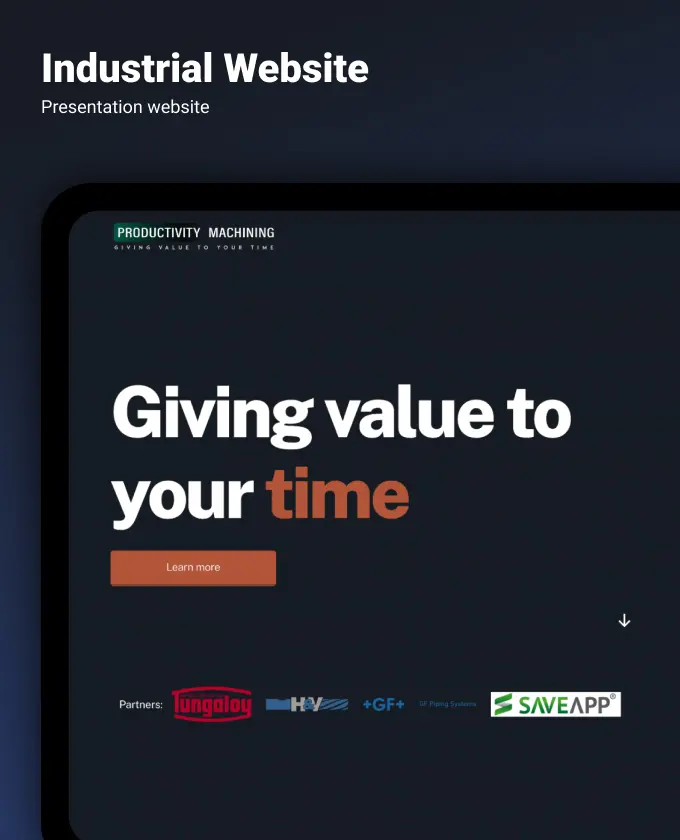 Industrial Website
Presentation website
PRODUCTIVITY MACHINING
GIVING VALUE TO YOUR TIME
Giving value to
your time
Learn more
Partners: Tungaloy H&V +GF+ GF Piping Systems SAVEAPP®